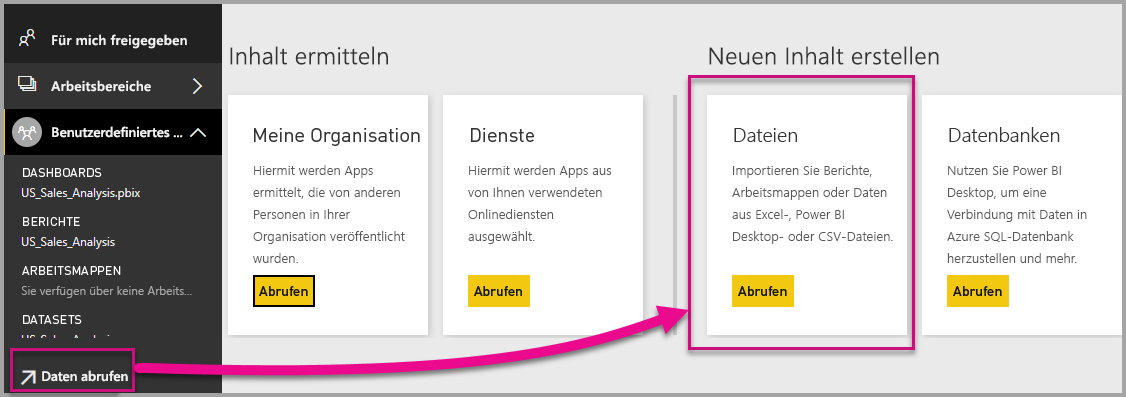 Für mich freigegeben
Arbeitsbereiche
Benutzerdefiniertes ...
DASHBOARDS
US_Sales_Analysis.pbix
BERICHTE
US_Sales_Analysis
ARBEITSMAPPEN
Sie verfügen über keine Arbeits...
DATASETS
US_Sales_Analysis
Daten abrufen
Inhalt ermitteln
Meine Organisation
Hiermit werden Apps
ermittelt, die von anderen
Personen in Ihrer
Organisation veröffentlicht
wurden.
Abrufen
Dienste
Hiermit werden Apps aus
von Ihnen verwendeten
Onlinediensten
ausgewählt.
Abrufen
Neuen Inhalt erstellen
Dateien
Importieren Sie Berichte,
Arbeitsmappen oder Daten
aus Excel-, Power BI
Desktop- oder CSV-Dateien.
Abrufen
Datenbanken
Nutzen Sie Power BI
Desktop, um eine
Verbindung mit Daten in
Azure SQL-Datenbank
herzustellen und mehr.
Abrufen